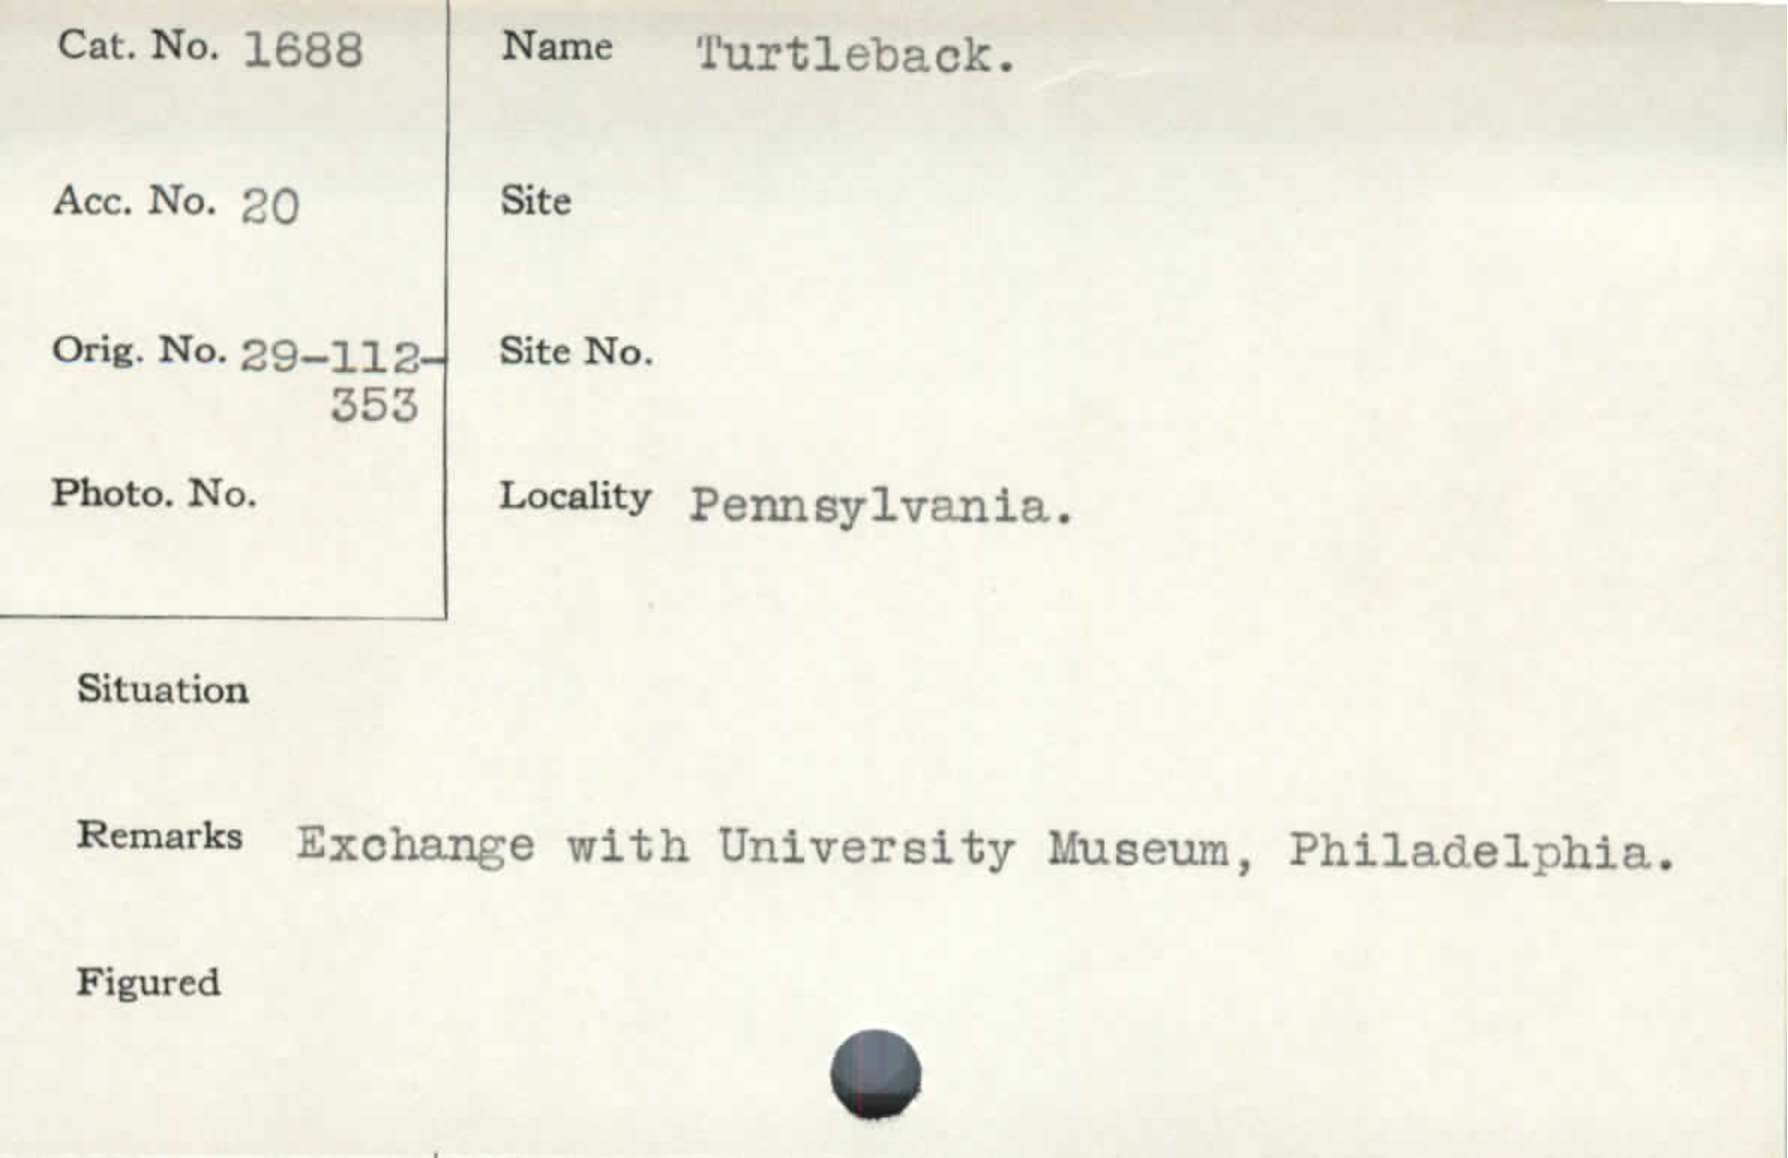 Cat. No. 1688
Name Turtleback.
Acc. No. 20
Site
Orig. No. 29-112-
353
Site No.
Photo. No.
Locality Pennsylvania.
Situation
Remarks Exchange with University Museum, Philadelphia.
Figured